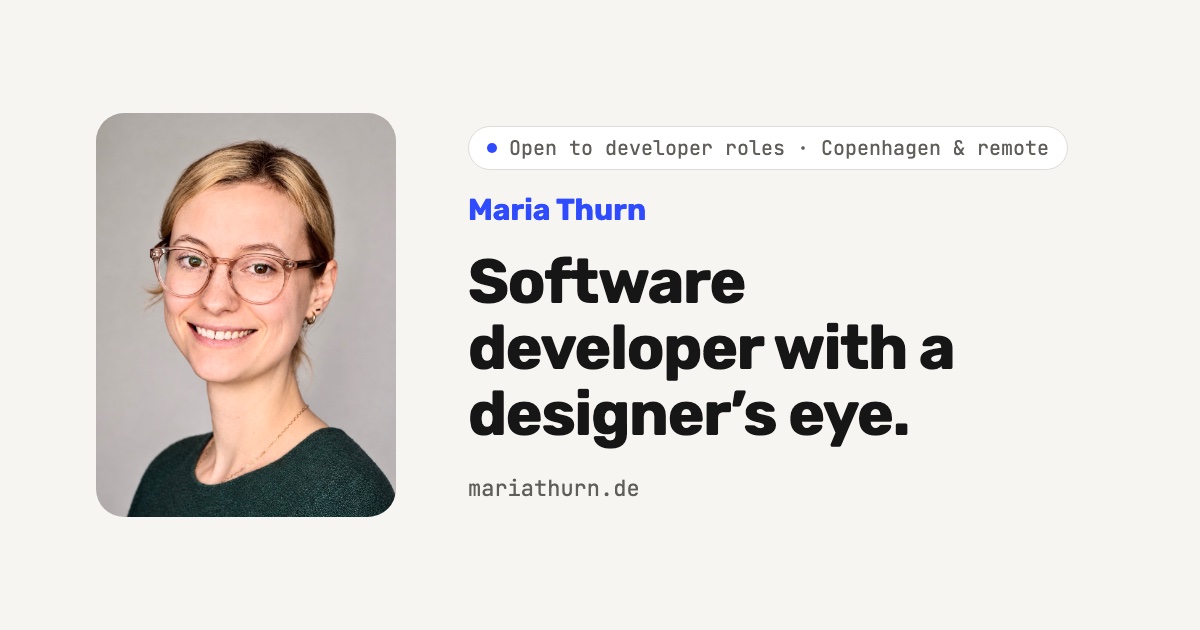 Open to developer roles · Copenhagen & remote
Maria Thurn
Software
developer with a
designer’s eye.
mariathurn.de